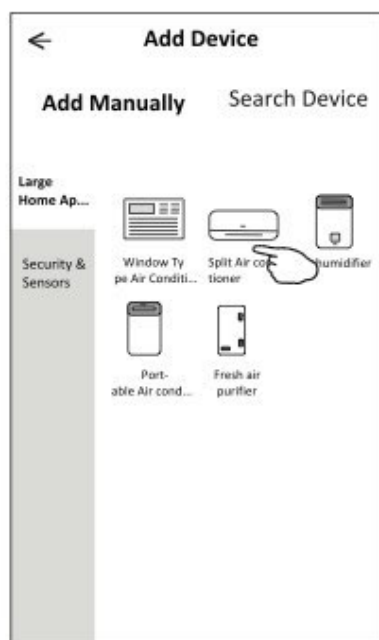 Add Device
Add Manually
Search Device
Large
Home Ap...
Security &
Sensors
Window Ty
pe Air Conditi...
Split Air con
tioner
humidifier
Port-
able Air cond...
Fresh air
purifier